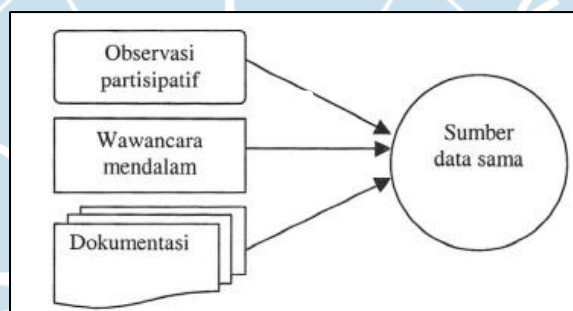 Observasi
partisipatif
Wawancara
mendalam
Dokumentasi
Sumber
data sama